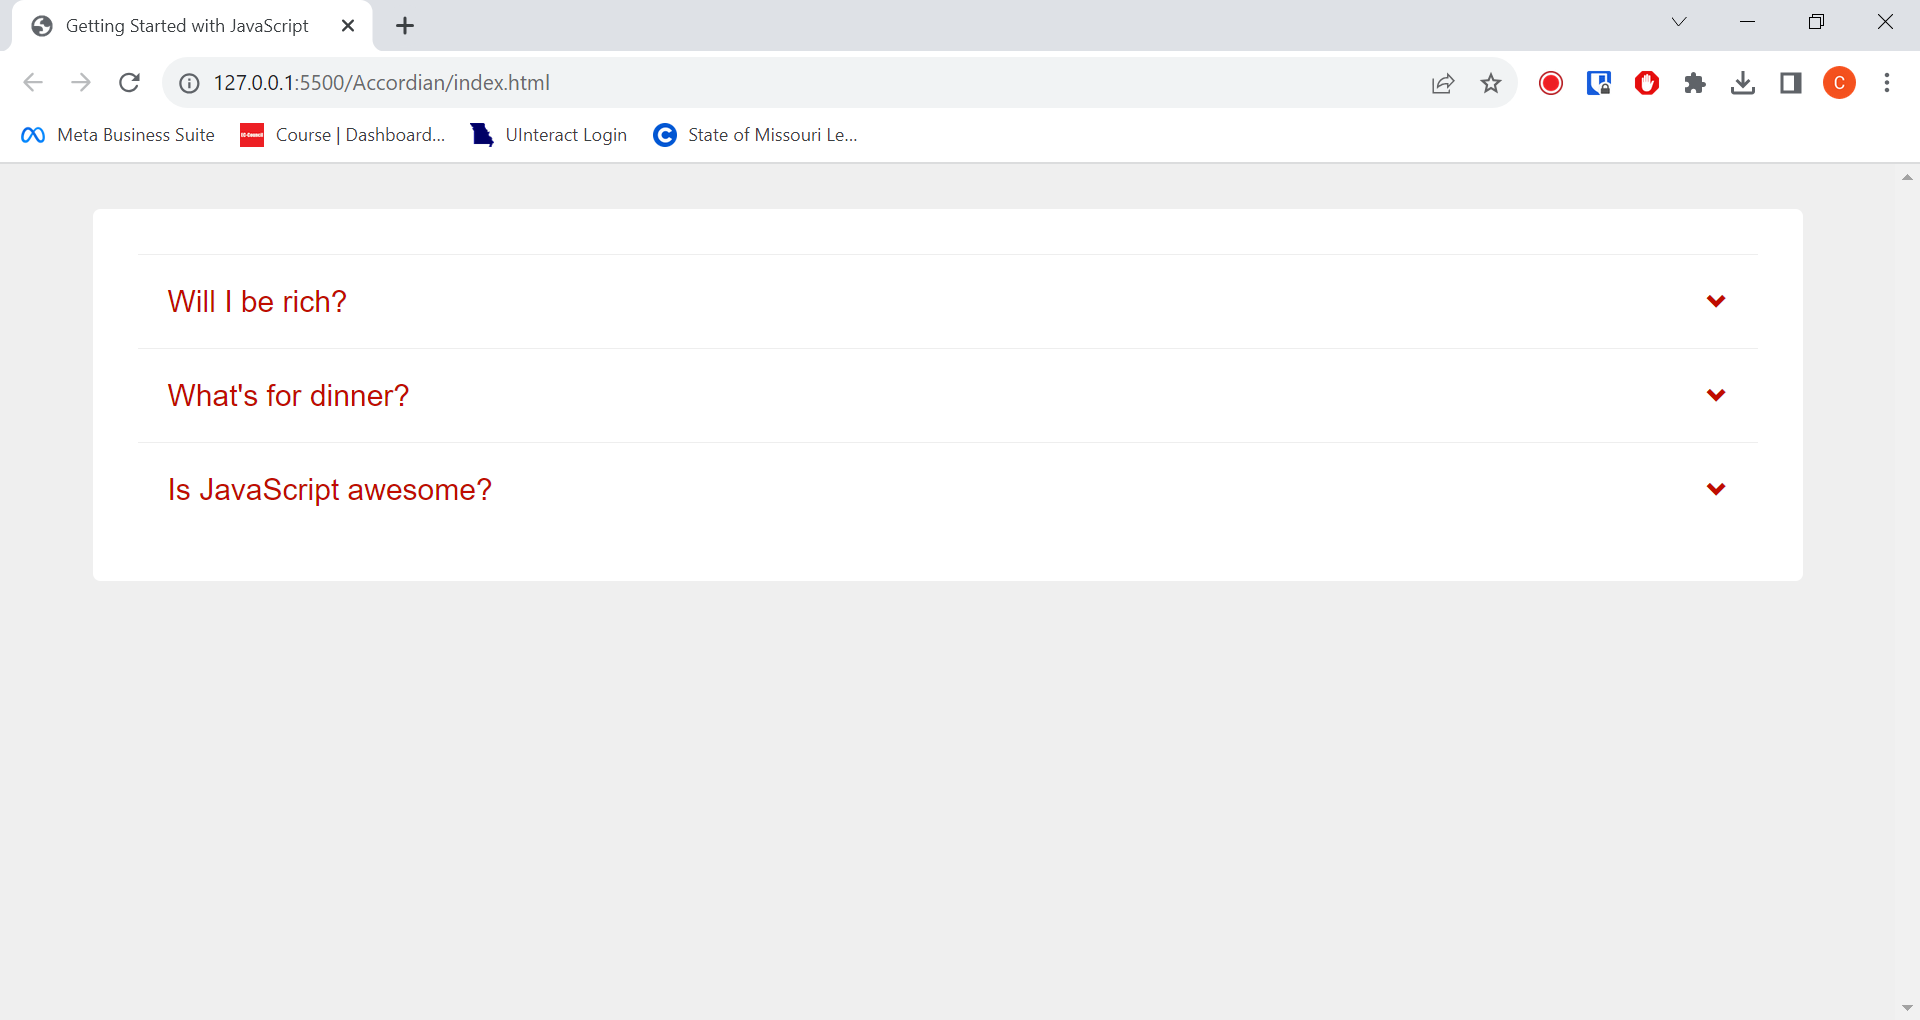 Getting Started with JavaScript
127.0.0.1:5500/Accordian/index.html
C
Meta Business Suite
Course | Dashboard...
UInteract Login
C
State of Missouri Le...
Will I be rich?
What's for dinner?
Is JavaScript awesome?